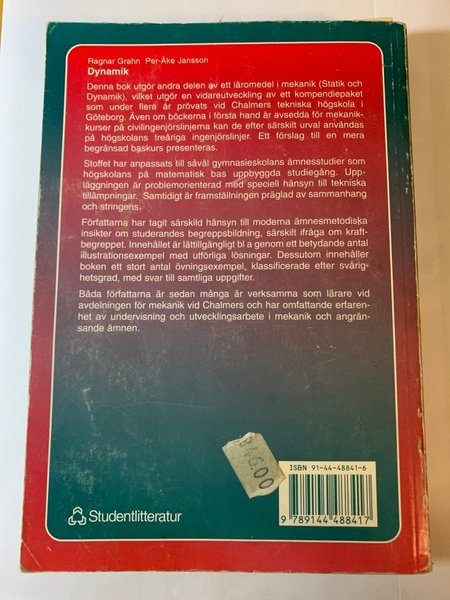 Ragnar Grahn Per-Åke Jansson
Dynamik
Denna bok utgör andra delen av ett läromedel i mekanik (Statik och
Dynamik), vilket utgör en vidareutveckling av ett kompendiepaket
som under flera år prövats vid Chalmers tekniska högskola i
Göteborg. Även om böckerna i första hand är avsedda för mekanik-
kurser på civilingenjörslinjerna kan de efter särskilt urval användas
på högskolans treåriga ingenjörslinjer. Ett förslag till en mera
begränsad baskurs presenteras.
Stoffet har anpassats till såväl gymnasieskolans ämnesstudier som
högskolans på matematisk bas uppbyggda studiegång. Upp-
läggningen är problemorienterad med speciell hänsyn till tekniska
tillämpningar. Samtidigt är framställningen präglad av sammanhang
och stringens.
Författarna har tagit särskild hänsyn till moderna ämnesmetodiska
insikter om studerandes begreppsbildning, särskilt ifråga om kraft-
begreppet. Innehållet är lättillgängligt bl a genom ett betydande antal
illustrationsexempel med utförliga lösningar. Dessutom innehåller
boken ett stort antal övningsexempel, klassificerade efter svårig-
hetsgrad, med svar till samtliga uppgifter.
Båda författarna är sedan många år verksamma som lärare vid
avdelningen för mekanik vid Chalmers och har omfattande erfaren-
het av undervisning och utvecklingsarbete i mekanik och angrän-
sande ämnen.
ISBN 91-44-48841-6
9 789144 488417
Studentlitteratur